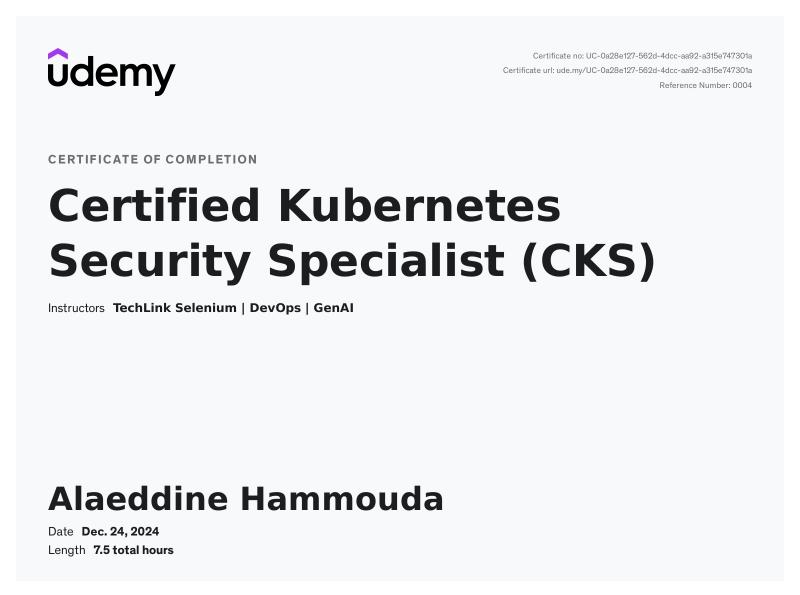 udemy
Certificate no: UC-0a28e127-562d-4dcc-aa92-a315e747301a
Certificate url: ude.my/UC-0a28e127-562d-4dcc-aa92-a315e747301a
Reference Number: 0004
CERTIFICATE OF COMPLETION
Certified Kubernetes
Security Specialist (CKS)
Instructors TechLink Selenium | DevOps | GenAI
Alaeddine Hammouda
Date Dec. 24, 2024
Length 7.5 total hours